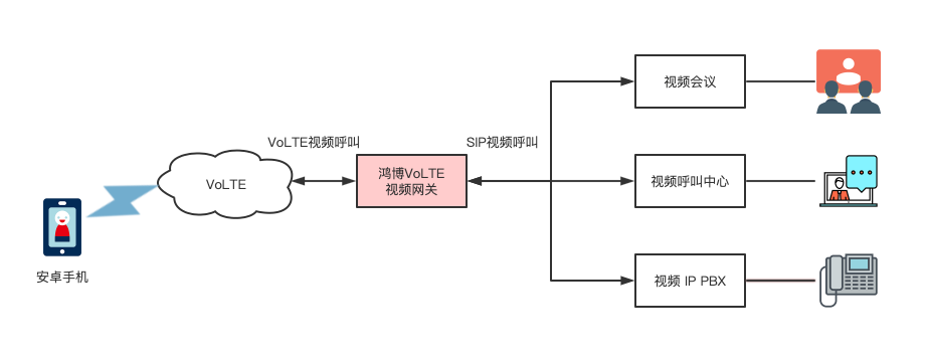 视频会议
VoLTE视频呼叫
SIP视频呼叫
VoLTE
鸿博VoLTE
视频网关
视频呼叫中心
安卓手机
视频 IP PBX